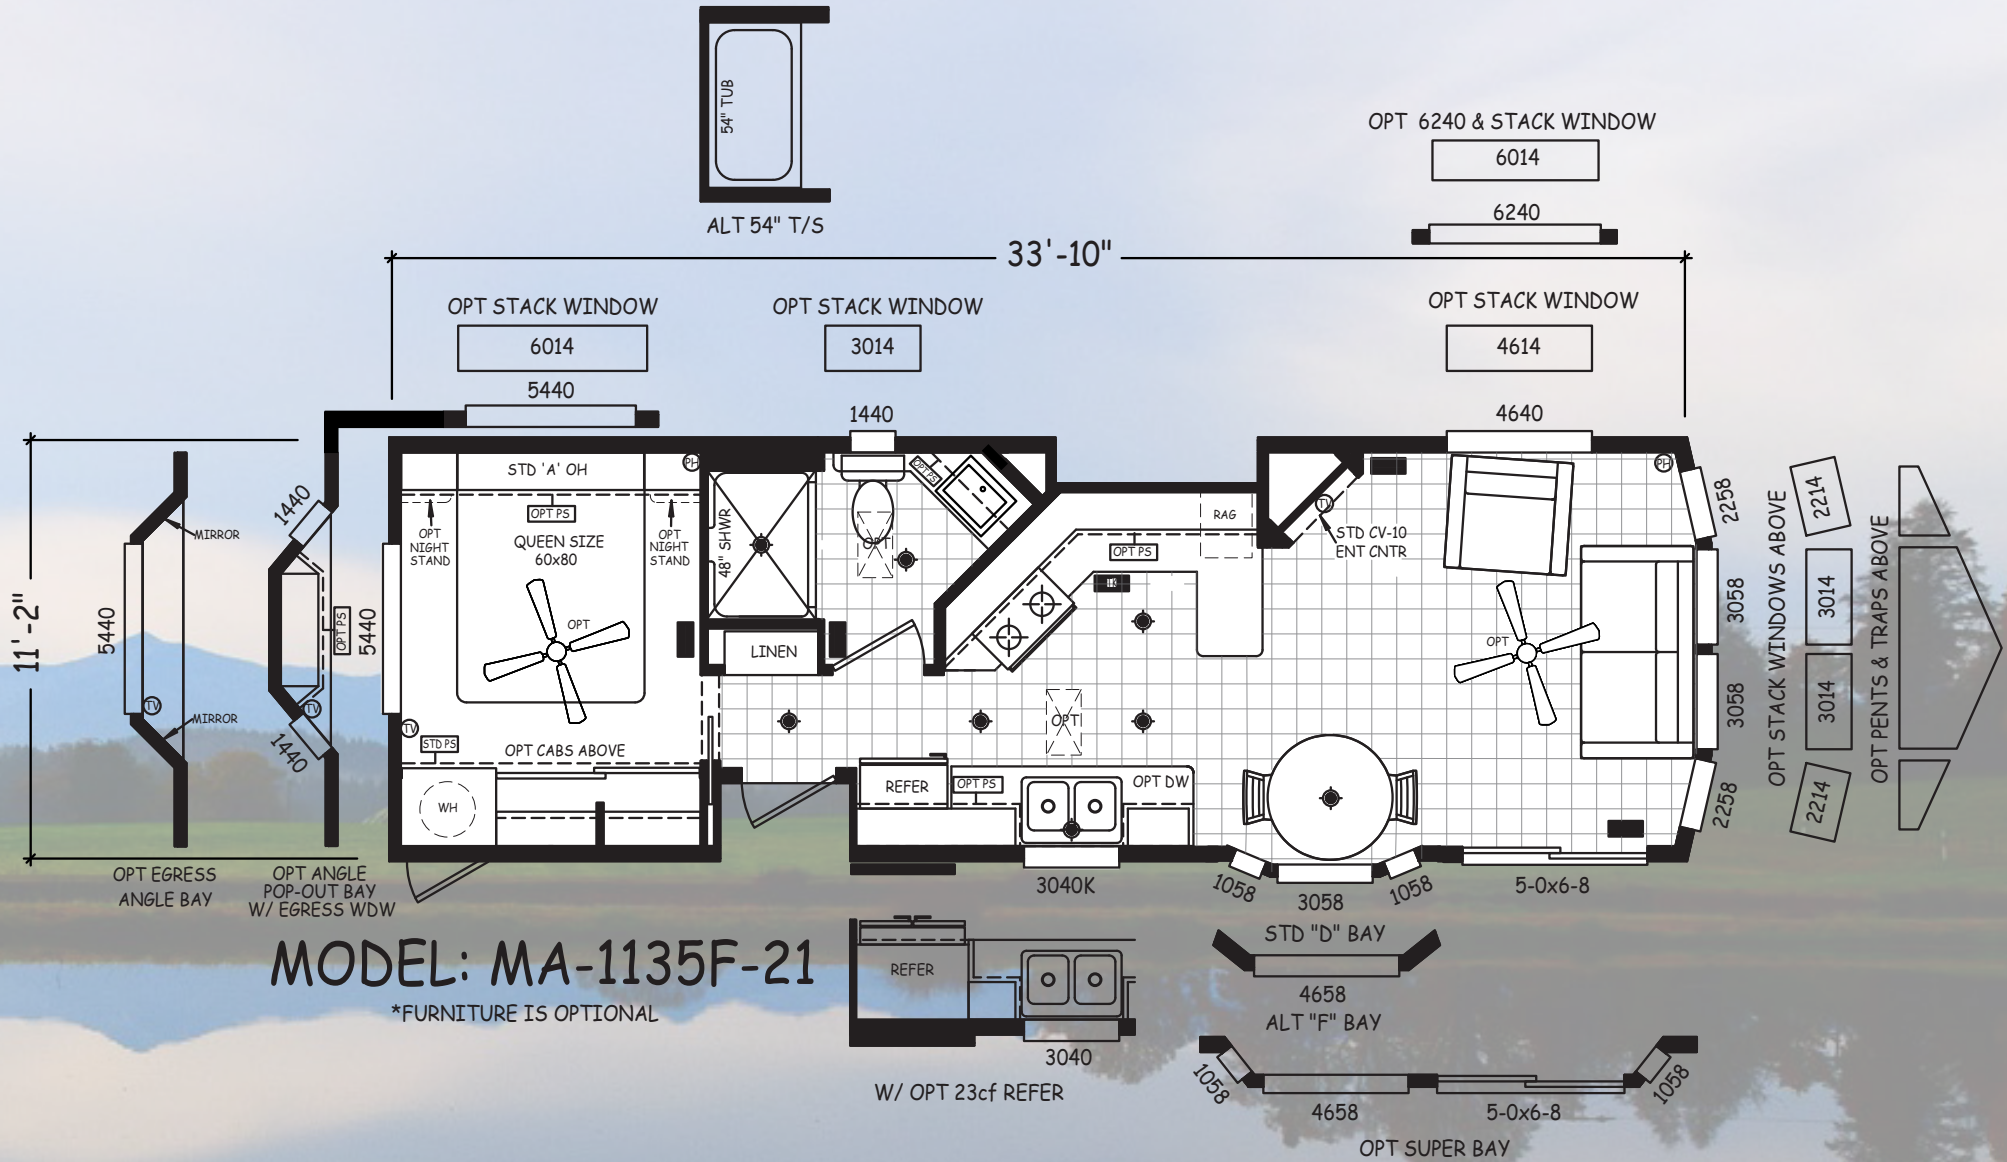 54" TUB
ALT 54" T/S
OPT 6240 & STACK WINDOW
6014
6240
33'-10"
OPT STACK WINDOW
6014
5440
OPT STACK WINDOW
3014
1440
OPT STACK WINDOW
4614
4640
11'-2"
5440
MIRROR
MIRROR
TV
OPT EGRESS
ANGLE BAY
1440
OPT PS
5440
TV
1440
OPT ANGLE
POP-OUT BAY
W/ EGRESS WDW
STD 'A' OH
PH
OPT PS
OPT
NIGHT
STAND
QUEEN SIZE
60x80
OPT
NIGHT
STAND
OPT
TV
STD PS
OPT CABS ABOVE
WH
48" SHWR
LINEN
OPT PS
OPT
OPT PS
RAG
TV
STD CV-10
ENT CNTR
PH
OPT
OPT
REFER
OPT PS
OPT DW
3040K
1058
3058
1058
5-0x6-8
STD "D" BAY
4658
ALT "F" BAY
2258
3058
3058
2258
OPT STACK WINDOWS ABOVE
2214
3014
3014
2214
OPT PENTS & TRAPS ABOVE
MODEL: MA-1135F-21
*FURNITURE IS OPTIONAL
REFER
3040
W/ OPT 23cf REFER
1058
4658
5-0x6-8
1058
OPT SUPER BAY